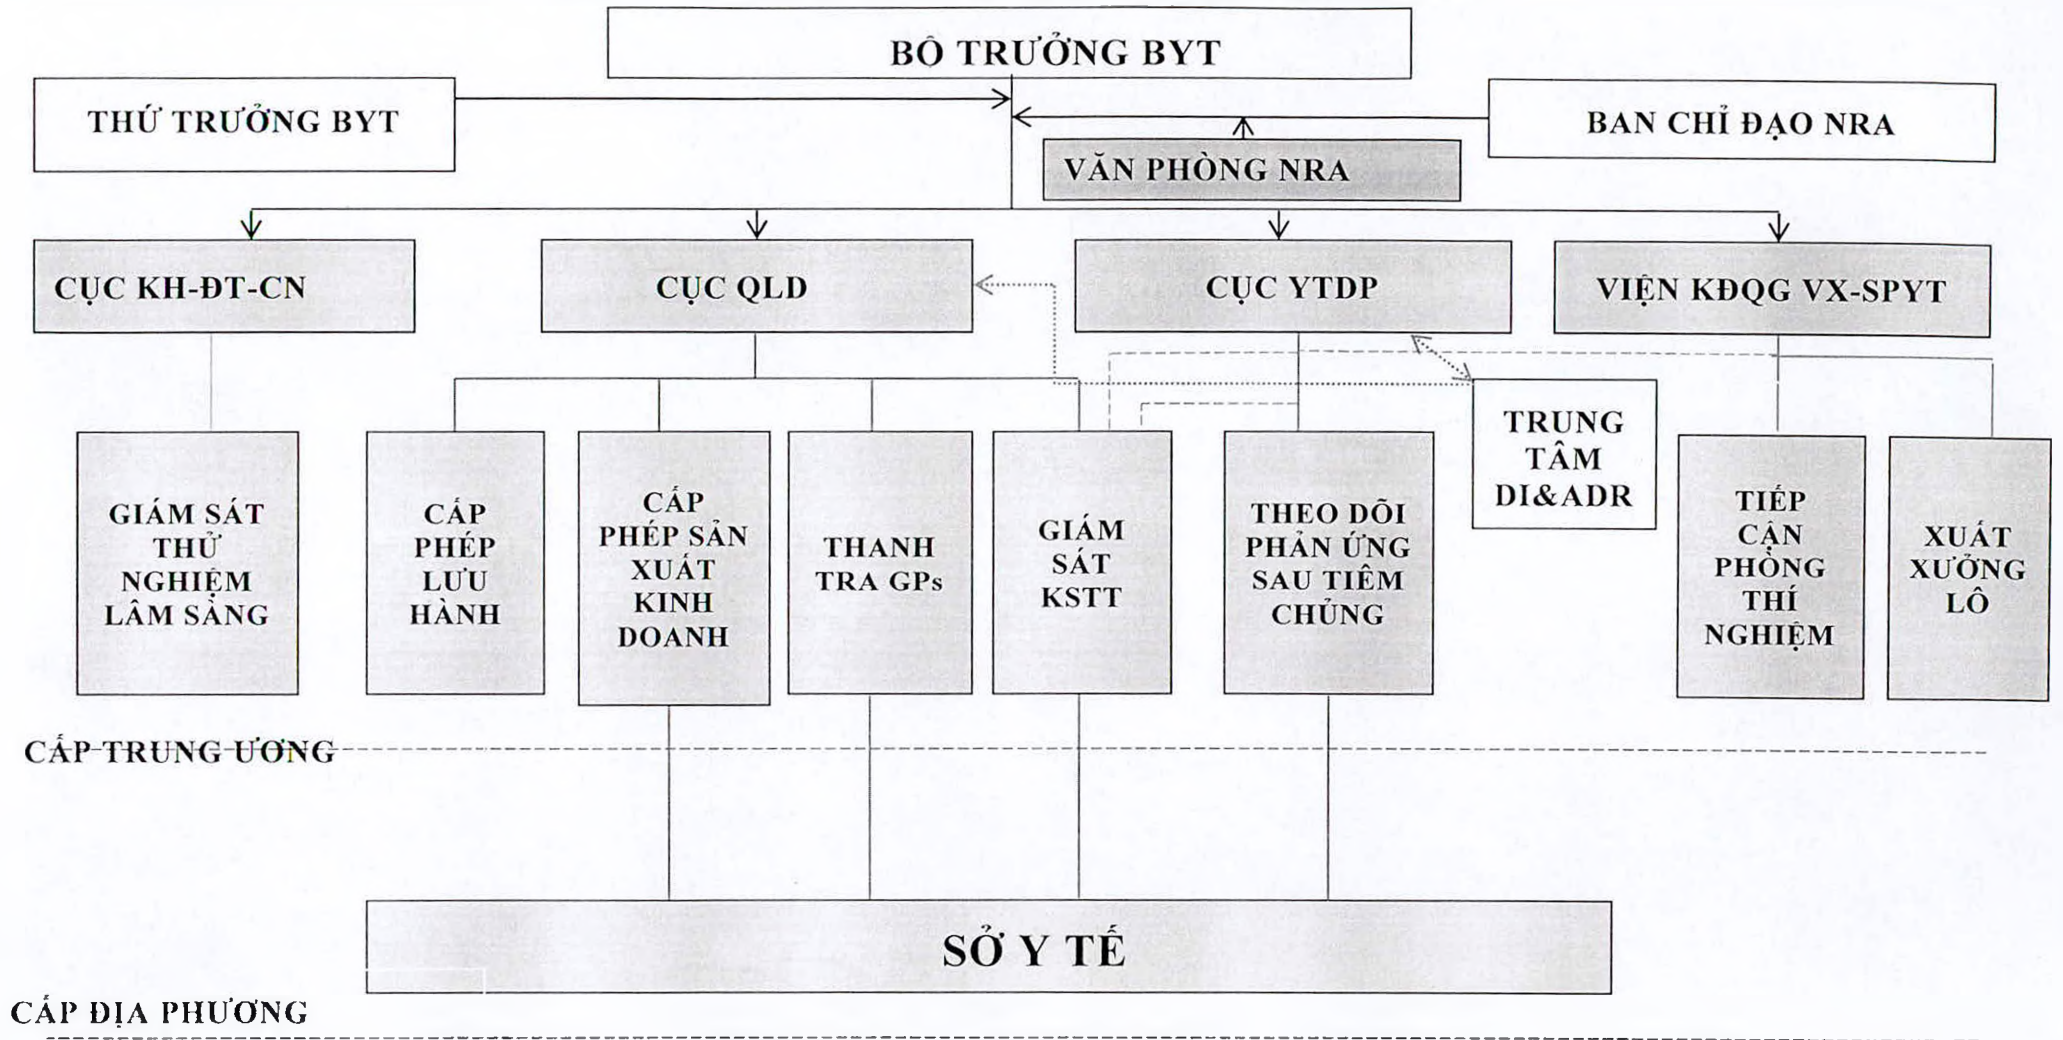 BÔ TRƯỞNG BYT
THỨ TRƯỞNG BYT
BAN CHỈ ĐẠO NRA
VĂN PHÒNG NRA
CỤC KH-ĐT-CN
CỤC QLD
CỤC YTDP
VIỆN KĐQG VX-SPYT
TRUNG
TÂM
DI&ADR
GIÁM SÁT
THỬ
NGHIỆM
LÂM SÀNG
CẤP
PHÉP
LƯU
HÀNH
CẤP
PHÉP SẢN
XUẤT
KINH
DOANH
THANH
TRA GPs
GIÁM
SÁT
KSTT
THEO DÕI
PHẢN ỨNG
SAU TIÊM
CHỦNG
TIẾP
CẬN
PHÒNG
THÍ
NGHIỆM
XUẤT
XƯỞNG
LÔ
CẤP TRUNG ƯƠNG
SỞ Y TẾ
CẤP ĐỊA PHƯƠNG